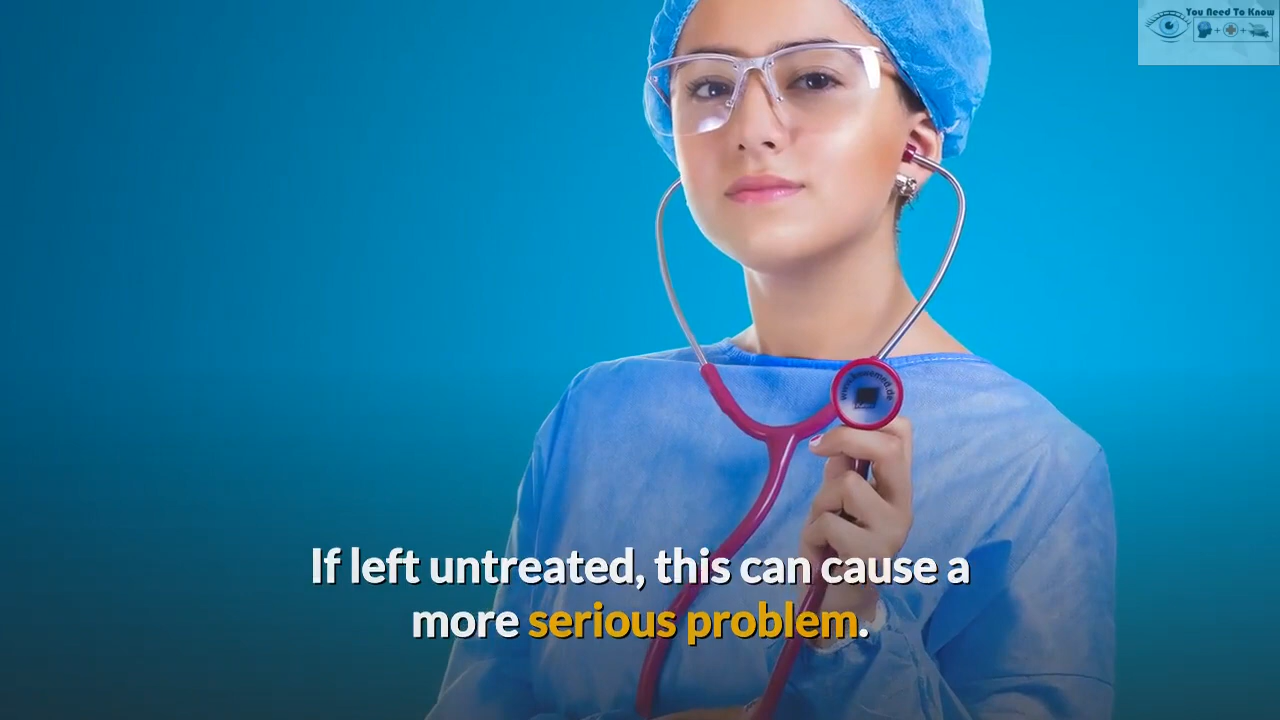 You Need To Know
If left untreated, this can cause a
more serious problem.